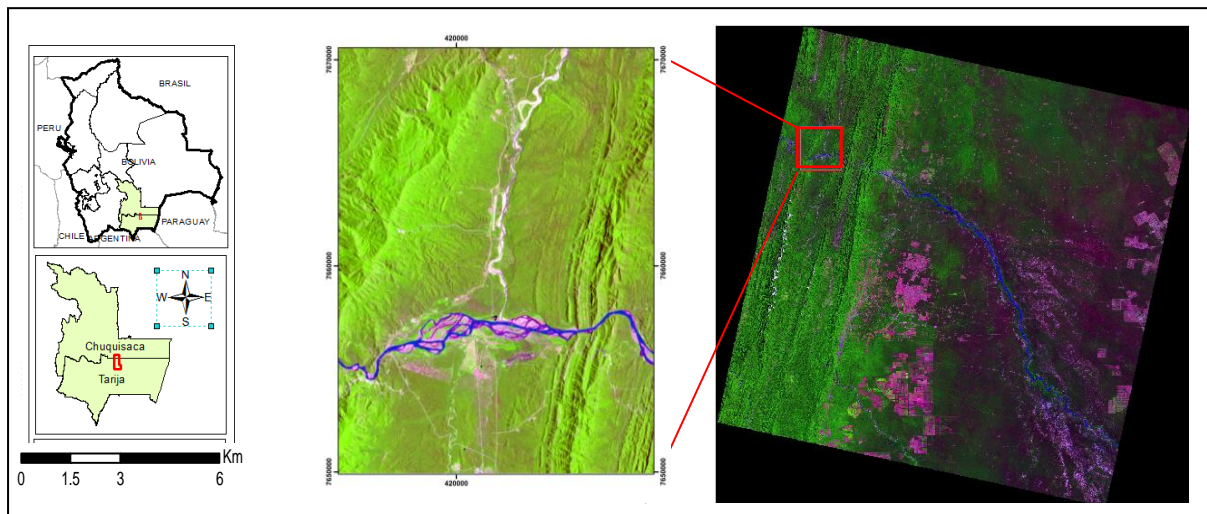 BRASIL
PERU
BOLIVIA
PARAGUAY
CHILE
ARGENTINA
N
W E
S
Chuquisaca
Tarija
Km
0 1.5 3 6
420000
7670000 7670000
7660000 7660000
7650000 7650000
420000